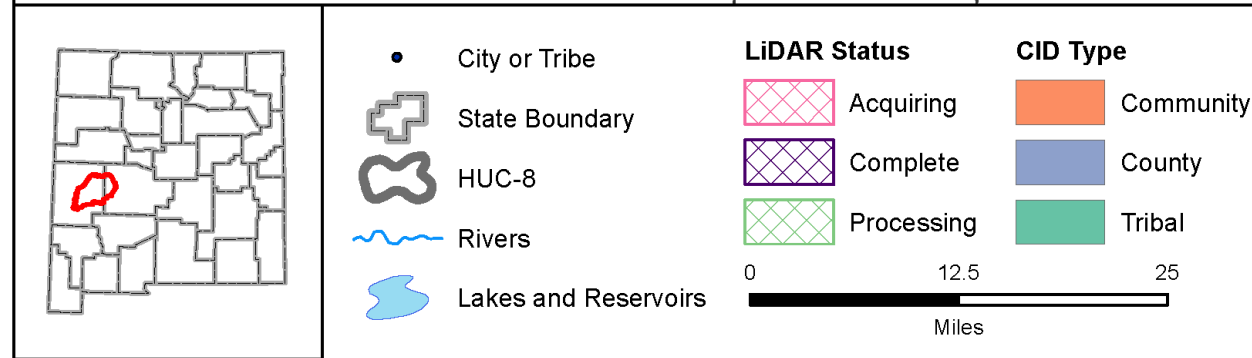 City or Tribe
State Boundary
HUC-8
Rivers
Lakes and Reservoirs
LiDAR Status
Acquiring
Complete
Processing
CID Type
Community
County
Tribal
0 12.5 25
Miles